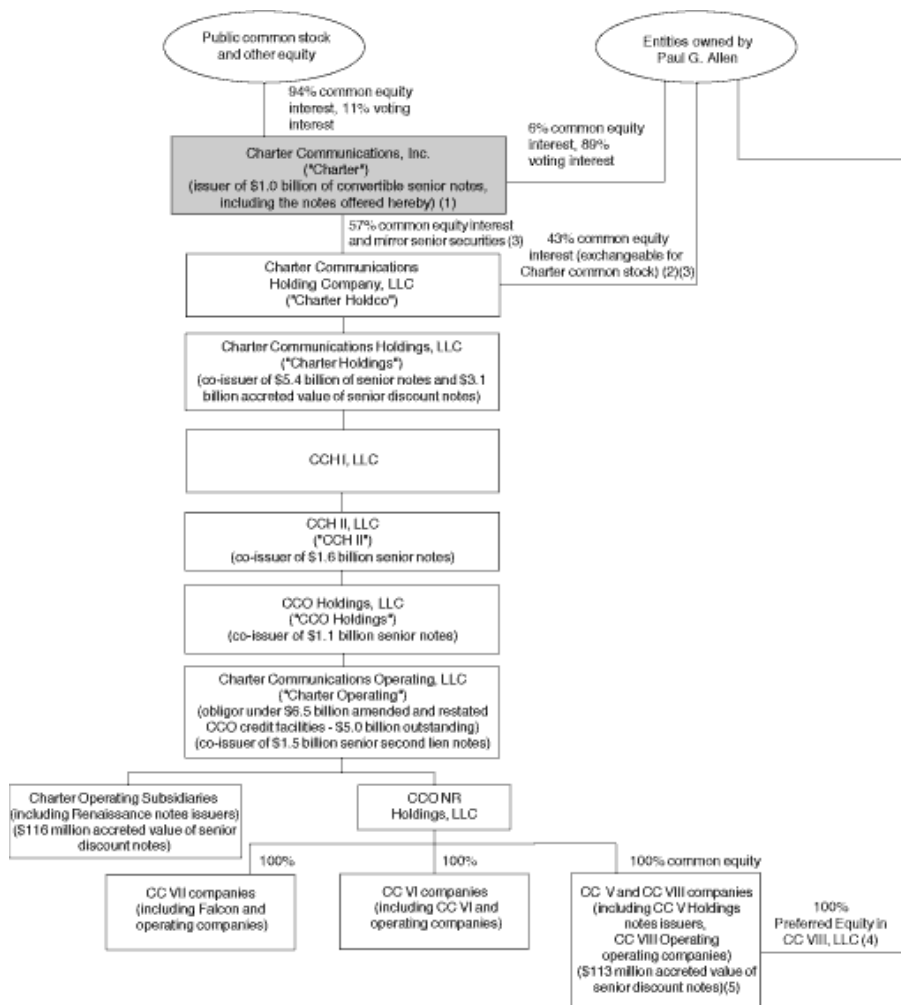 Public common stock
and other equity
Entities owned by
Paul G. Allen
94% common equity
interest, 11% voting
interest
6% common equity
interest, 89%
voting interest
Charter Communications, Inc.
("Charter")
(issuer of $1.0 billion of convertible senior notes,
including the notes offered hereby) (1)
57% common equity interest
and mirror senior securities (3)
43% common equity
interest (exchangeable for
Charter common stock) (2)(3)
Charter Communications
Holding Company, LLC
("Charter Holdco")
Charter Communications Holdings, LLC
("Charter Holdings")
(co-issuer of $5.4 billion of senior notes and $3.1
billion accreted value of senior discount notes)
CCH I, LLC
CCH II, LLC
("CCH II")
(co-issuer of $1.6 billion senior notes)
CCO Holdings, LLC
("CCO Holdings")
(co-issuer of $1.1 billion senior notes)
Charter Communications Operating, LLC
("Charter Operating")
(obligor under $6.5 billion amended and restated
CCO credit facilities - $5.0 billion outstanding)
(co-issuer of $1.5 billion senior second lien notes)
Charter Operating Subsidiaries
(including Renaissance notes issuers)
($116 million accreted value of senior
discount notes)
CCO NR
Holdings, LLC
100%
100%
100% common equity
CC VII companies
(including Falcon and
operating companies)
CC VI companies
(including CC VI and
operating companies)
CC V and CC VIII companies
(including CC V Holdings
notes issuers,
CC VIII Operating
operating companies)
($113 million accreted value of
senior discount notes)(5)
100%
Preferred Equity in
CC VIII, LLC (4)